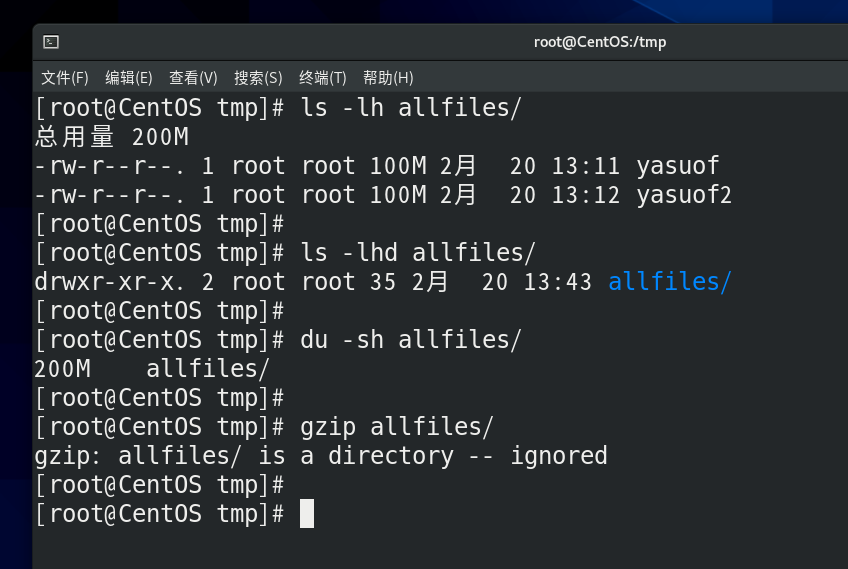 root@CentOS:/tmp
文件(F) 编辑(E) 查看(V) 搜索(S) 终端(T) 帮助(H)
[root@CentOS tmp]# ls -lh allfiles/
总用量 200M
-rw-r--r--. 1 root root 100M 2月  20 13:11 yasuof
-rw-r--r--. 1 root root 100M 2月  20 13:12 yasuof2
[root@CentOS tmp]#
[root@CentOS tmp]# ls -lhd allfiles/
drwxr-xr-x. 2 root root 35 2月  20 13:43 allfiles/
[root@CentOS tmp]#
[root@CentOS tmp]# du -sh allfiles/
200M    allfiles/
[root@CentOS tmp]#
[root@CentOS tmp]# gzip allfiles/
gzip: allfiles/ is a directory -- ignored
[root@CentOS tmp]#
[root@CentOS tmp]#